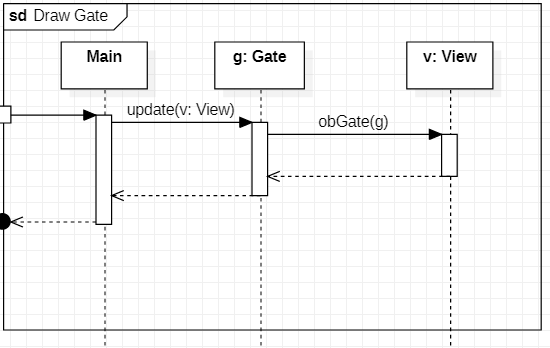 sd Draw Gate
Main
g: Gate
v: View
update(v: View)
obGate(g)